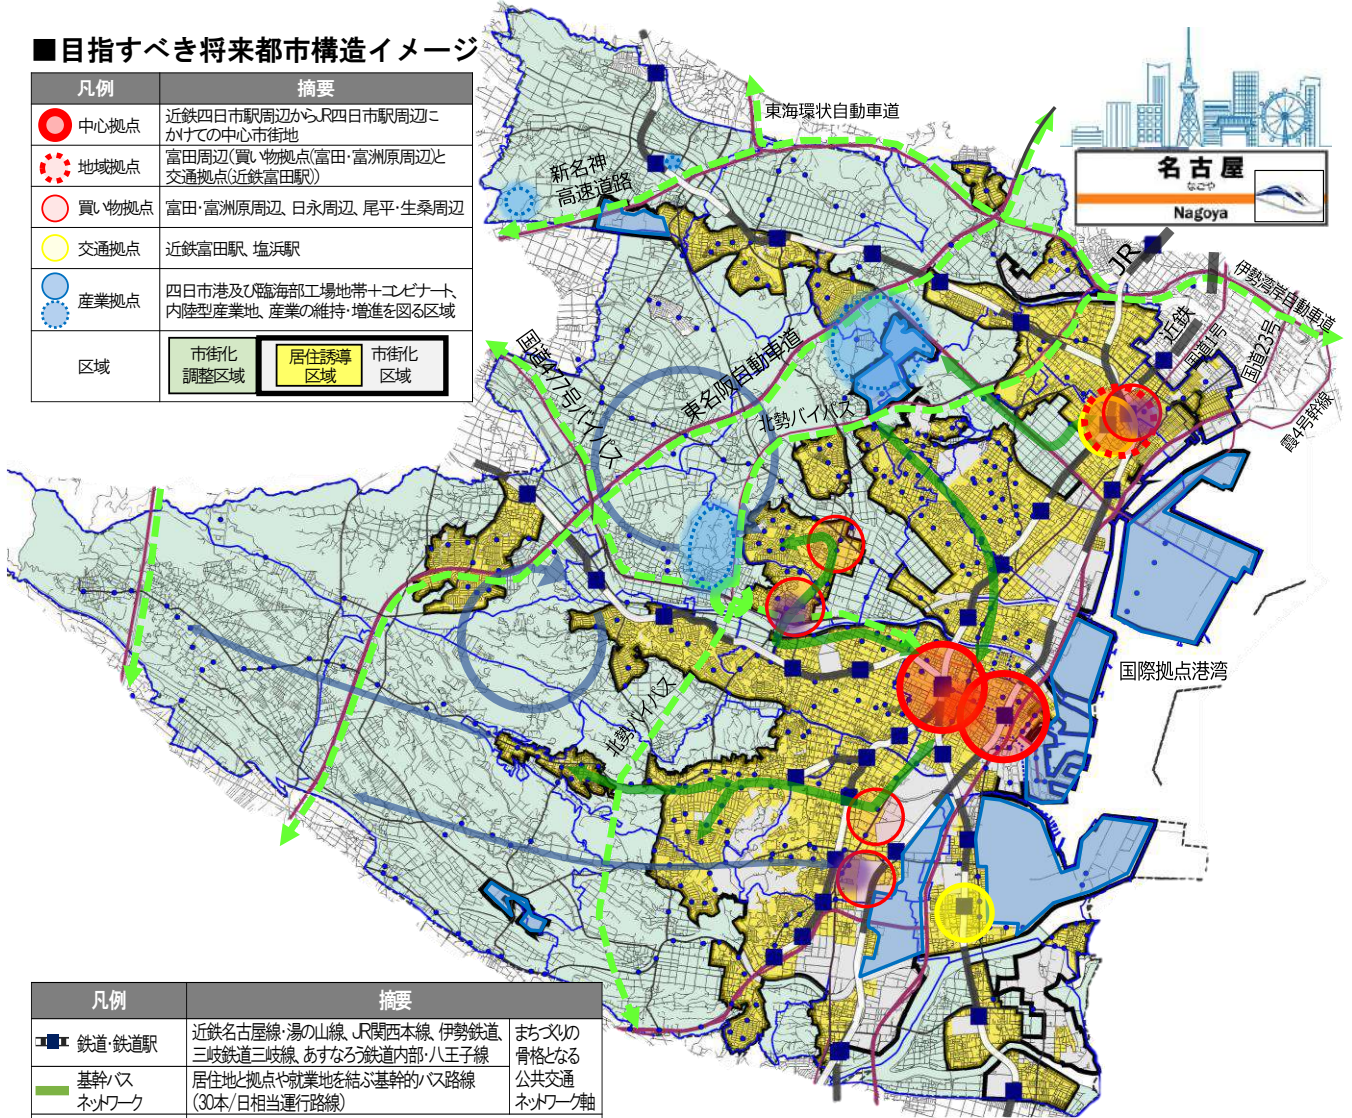 ■目指すべき将来都市構造イメージ
凡例
摘要
中心拠点
近鉄四日市駅周辺からJR四日市駅周辺に
かけての中心市街地
地域拠点
富田周辺(買い物拠点(富田・富洲原周辺)と
交通拠点(近鉄富田駅))
買い物拠点
富田・富洲原周辺、日永周辺、尾平・生桑周辺
交通拠点
近鉄富田駅、塩浜駅
産業拠点
四日市港及び臨海部工場地帯+コンビナート、
内陸型産業地、産業の維持・増進を図る区域
区域
市街化
調整区域
居住誘導
区域
市街化
区域
東海環状自動車道
新名神
高速道路
名古屋
なごや
Nagoya
JR
近鉄
国道1号
国道23号
伊勢湾岸自動車道
霞4号幹線
国道477号バイパス
東名阪自動車道
北勢バイパス
国際拠点港湾
北勢バイパス
凡例
摘要
鉄道・鉄道駅
近鉄名古屋線・湯の山線、JR関西本線、伊勢鉄道、
三岐鉄道三岐線、あすなろう鉄道内部・八王子線
基幹バス
ネットワーク
居住地と拠点や就業地を結ぶ基幹的バス路線
(30本/日相当運行路線)
まちづくりの
骨格となる
公共交通
ネットワーク軸